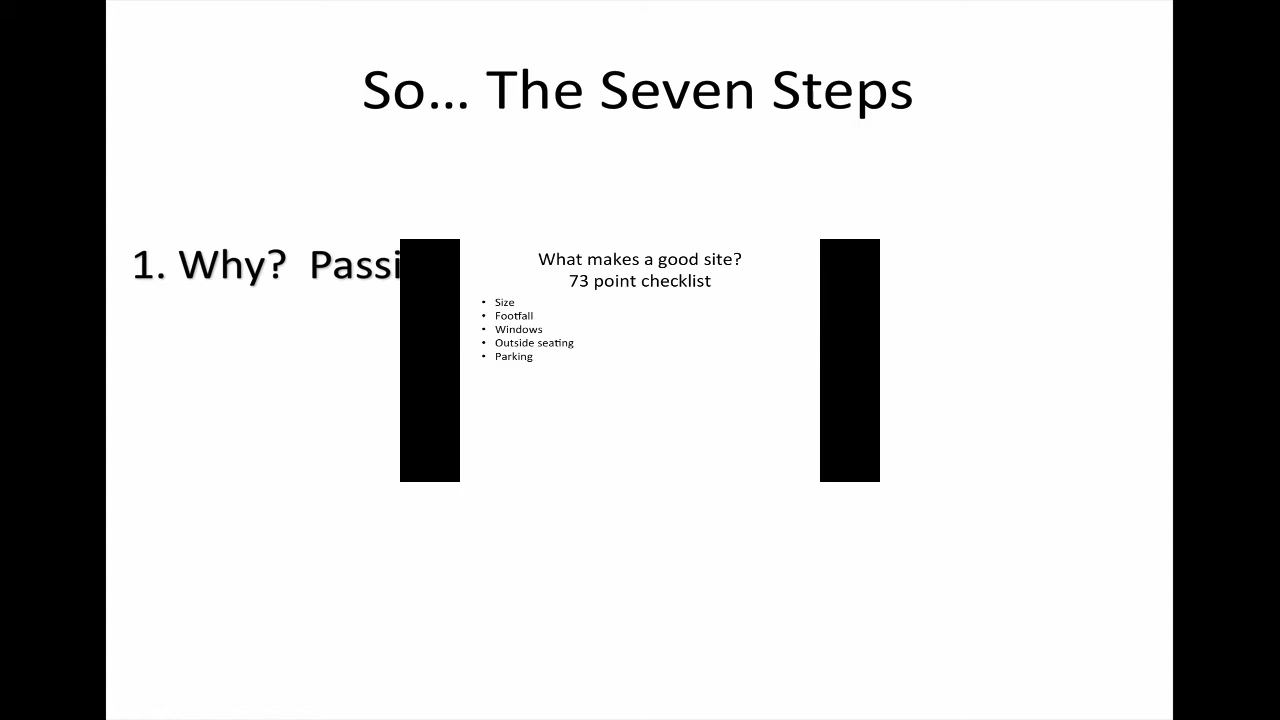 So... The Seven Steps
1. Why? Passi
What makes a good site?
73 point checklist
• Size
• Footfall
• Windows
• Outside seating
• Parking